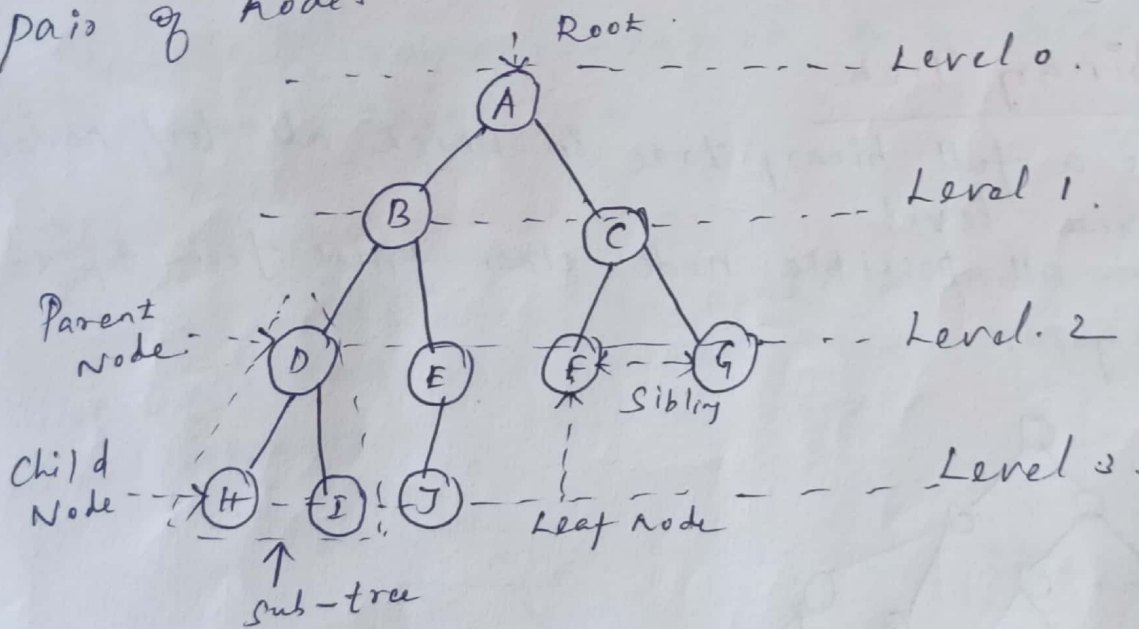 pair of node.
Root
Level 0.
A
Level 1.
B
C
Parent
Node
Level. 2
D
E
F
G
Sibling
Child
Node
Level 3
H
I
J
Leaf node
sub-tree